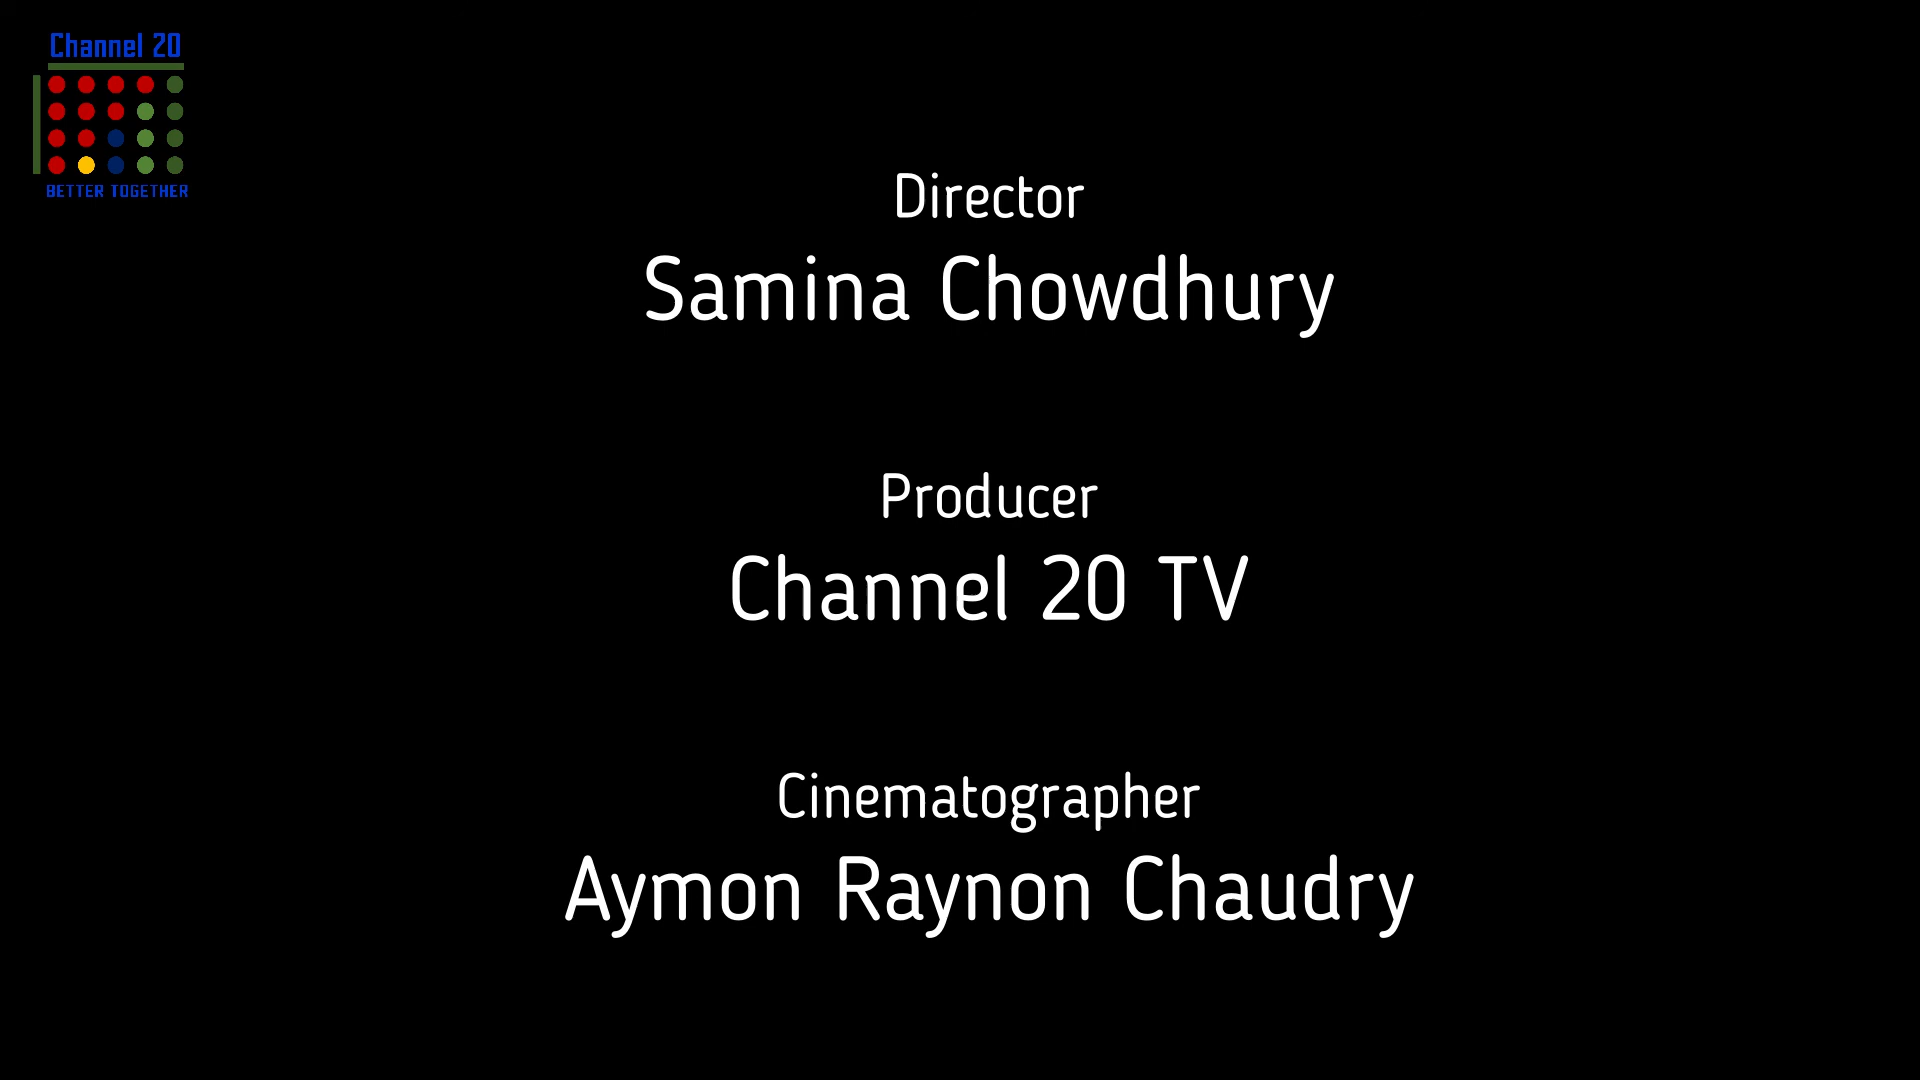 Channel 20
BETTER TOGETHER
Director
Samina Chowdhury
Producer
Channel 20 TV
Cinematographer
Aymon Raynon Chaudry